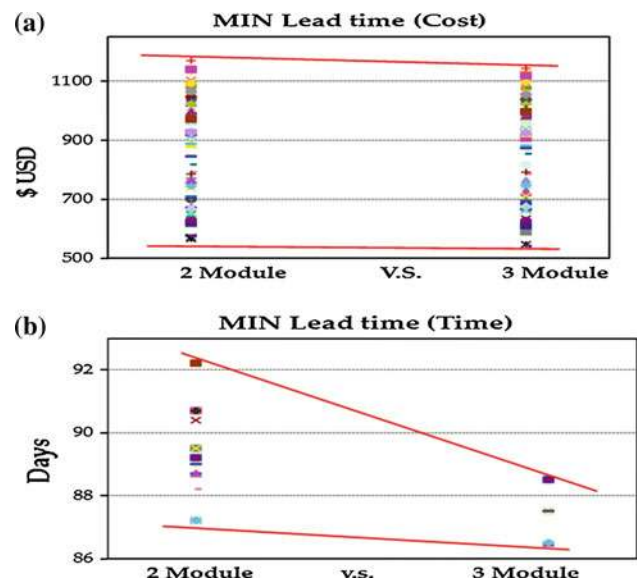 (a)
MIN Lead time (Cost)
1100
900
700
500
$ USD
2 Module V.S. 3 Module
(b)
MIN Lead time (Time)
92
90
88
86
Days
2 Module v.s. 3 Module